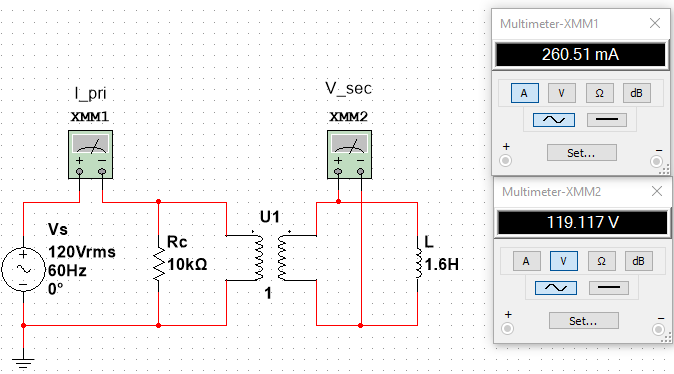 I_pri
XMM1
V_sec
XMM2
Vs
120Vrms
60Hz
0°
Rc
10kΩ
U1
1
L
1.6H
Multimeter-XMM1
260.51 mA
A V Ω dB
+ Set... −
Multimeter-XMM2
119.117 V
A V Ω dB
+ Set... −